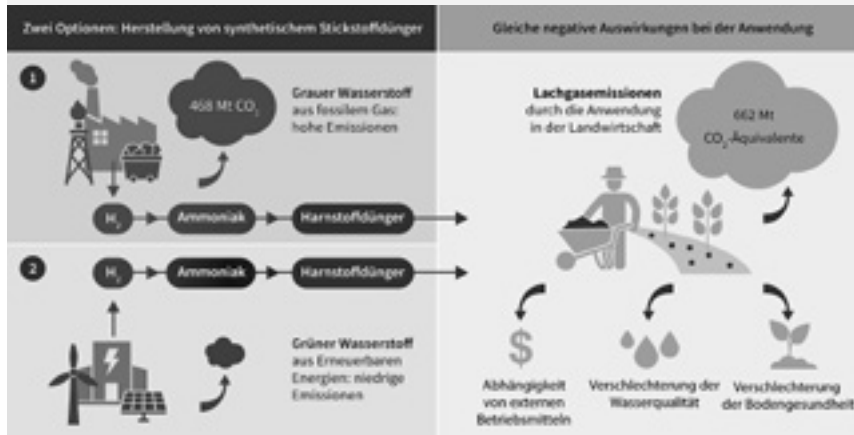 Zwei Optionen: Herstellung von synthetischem Stickstoffdünger
Gleiche negative Auswirkungen bei der Anwendung
1
468 Mt CO₂
Grauer Wasserstoff
aus fossilem Gas:
hohe Emissionen
H₂
Ammoniak
Harnstoffdünger
2
H₂
Ammoniak
Harnstoffdünger
Grüner Wasserstoff
aus Erneuerbaren
Energien: niedrige
Emissionen
Lachgasemissionen
durch die Anwendung
in der Landwirtschaft
662 Mt
CO₂-Äquivalente
$
Abhängigkeit
von externen
Betriebsmitteln
Verschlechterung der
Wasserqualität
Verschlechterung
der Bodengesundheit